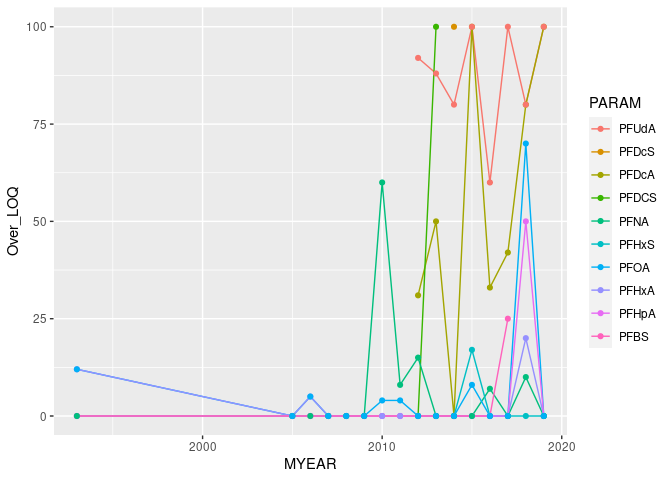 100
75
50
25
0
Over_LOQ
2000
2010
2020
MYEAR
PARAM
PFUdA
PFDcS
PFDcA
PFDCS
PFNA
PFHxS
PFOA
PFHxA
PFHpA
PFBS